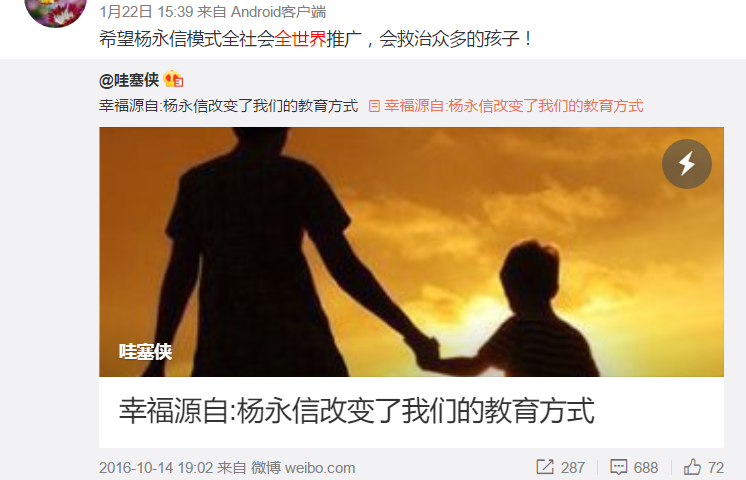 1月22日 15:39 来自 Android客户端
希望杨永信模式全社会全世界推广，会救治众多的孩子！
@哇塞侠
幸福源自:杨永信改变了我们的教育方式 幸福源自:杨永信改变了我们的教育方式
哇塞侠
幸福源自:杨永信改变了我们的教育方式
2016-10-14 19:02 来自 微博 weibo.com 287 688 72